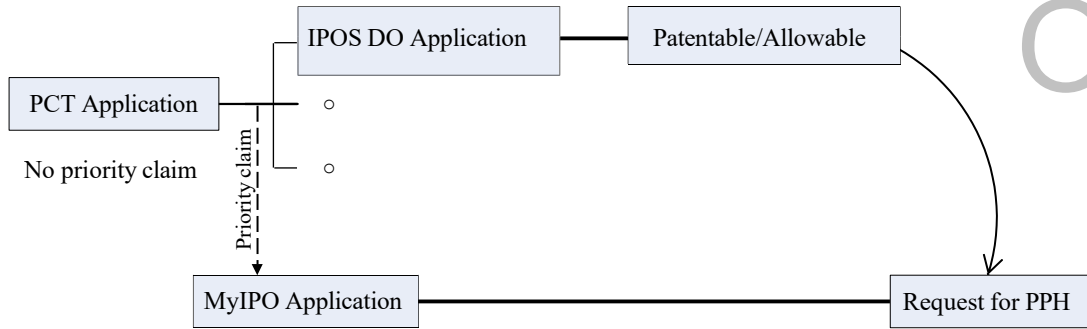 IPOS DO Application
Patentable/Allowable
PCT Application
No priority claim
Priority claim
MyIPO Application
Request for PPH